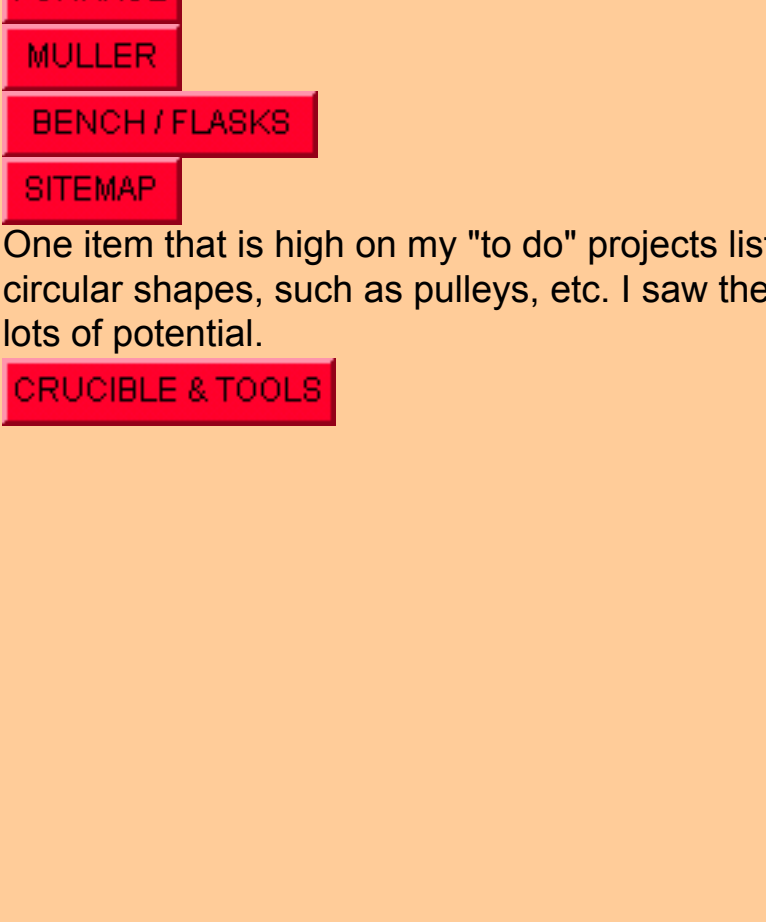 MULLER
BENCH / FLASKS
SITEMAP
One item that is high on my "to do" projects list
circular shapes, such as pulleys, etc. I saw the
lots of potential.
CRUCIBLE & TOOLS